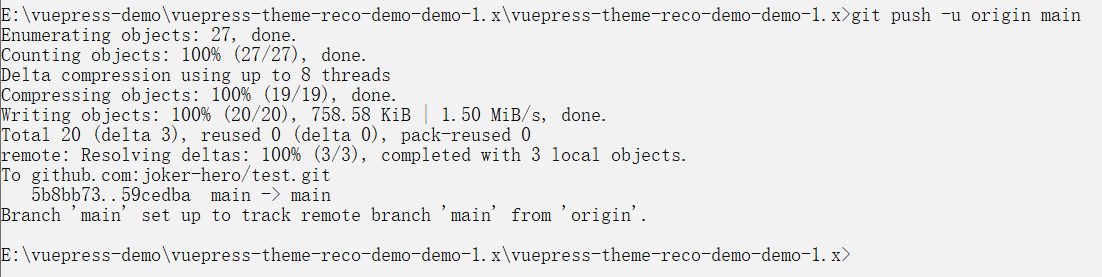 E:\vuepress-demo\vuepress-theme-reco-demo-demo-1.x\vuepress-theme-reco-demo-demo-1.x>git push -u origin main
Enumerating objects: 27, done.
Counting objects: 100% (27/27), done.
Delta compression using up to 8 threads
Compressing objects: 100% (19/19), done.
Writing objects: 100% (20/20), 758.58 KiB | 1.50 MiB/s, done.
Total 20 (delta 3), reused 0 (delta 0), pack-reused 0
remote: Resolving deltas: 100% (3/3), completed with 3 local objects.
To github.com:joker-hero/test.git
   5b8bb73..59cedba  main -> main
Branch 'main' set up to track remote branch 'main' from 'origin'.
E:\vuepress-demo\vuepress-theme-reco-demo-demo-1.x\vuepress-theme-reco-demo-demo-1.x>